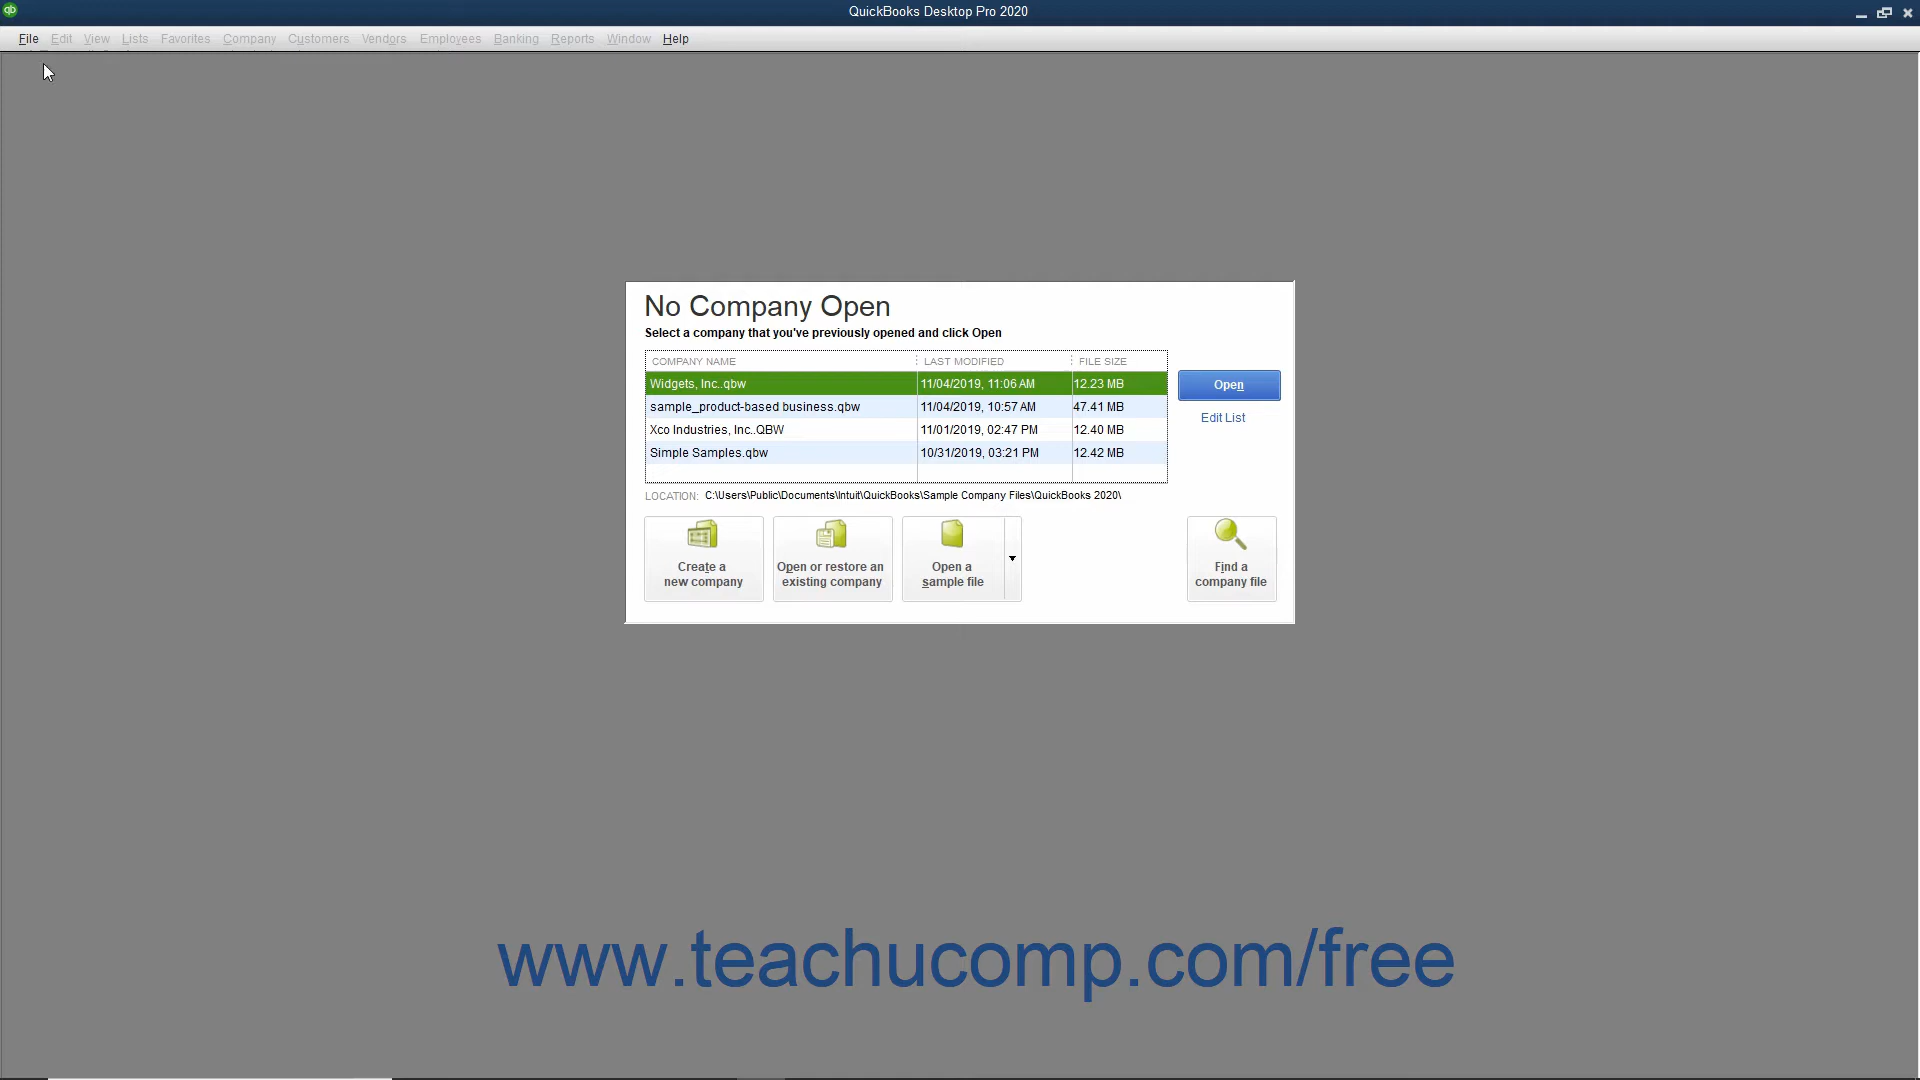 qb
QuickBooks Desktop Pro 2020
File Edit View Lists Favorites Company Customers Vendors Employees Banking Reports Window Help
No Company Open
Select a company that you've previously opened and click Open
COMPANY NAME LAST MODIFIED FILE SIZE
Widgets, Inc..qbw 11/04/2019, 11:06 AM 12.23 MB
Open
sample_product-based business.qbw 11/04/2019, 10:57 AM 47.41 MB
Edit List
Xco Industries, Inc..QBW 11/01/2019, 02:47 PM 12.40 MB
Simple Samples.qbw 10/31/2019, 03:21 PM 12.42 MB
LOCATION: C:\Users\Public\Documents\Intuit\QuickBooks\Sample Company Files\QuickBooks 2020\
Create a
new company
Open or restore an
existing company
Open a
sample file
Find a
company file
www.teachucomp.com/free